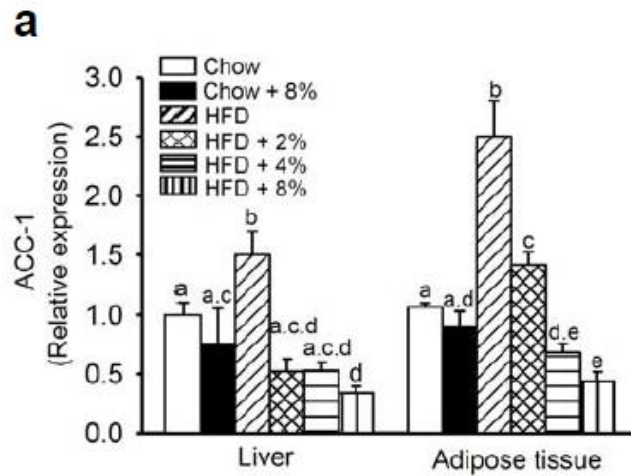 a
Chow
Chow + 8%
HFD
HFD + 2%
HFD + 4%
HFD + 8%
ACC-1
(Relative expression)
3.0
2.5
2.0
1.5
1.0
0.5
0.0
a
a.c
b
a.c.d
a.c.d
d
a
a.d
b
c
d.e
e
Liver
Adipose tissue